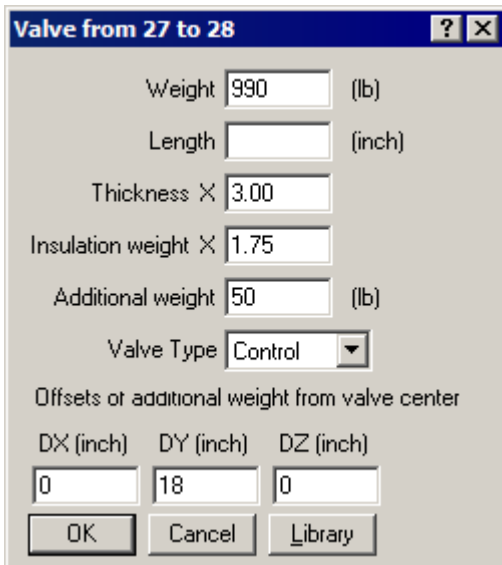 Valve from 27 to 28 ? X
Weight 990 (lb)
Length (inch)
Thickness X 3.00
Insulation weight X 1.75
Additional weight 50 (lb)
Valve Type Control
Offsets of additional weight from valve center
DX (inch) DY (inch) DZ (inch)
0 18 0
OK Cancel Library